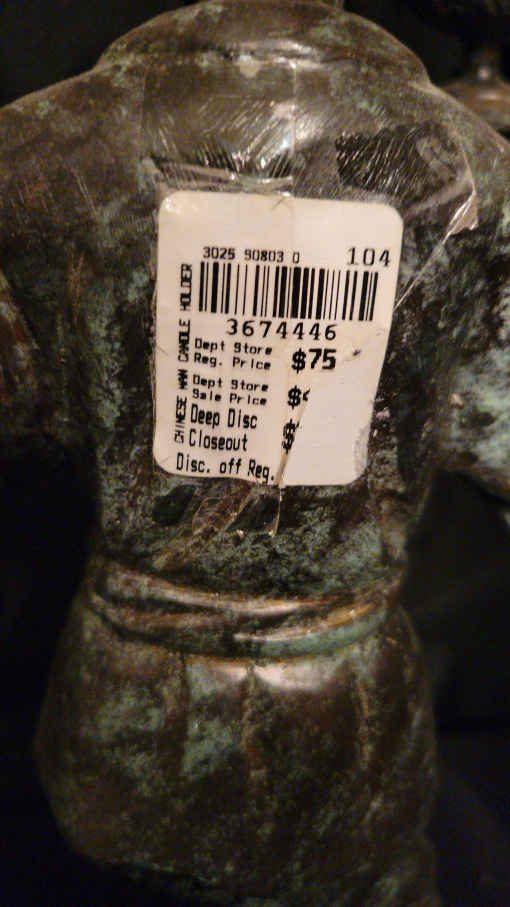 3025 90803 0 104
3674446
CHINESE MAN CANDLE HOLDER
Dept Store
Reg. Price $75
Dept Store
Sale Price $
Deep Disc
Closeout $
Disc. off Reg.